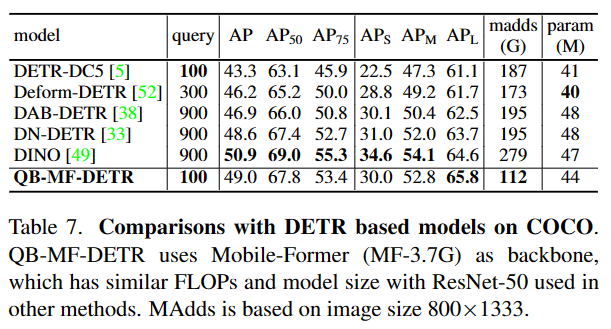 model query AP AP50 AP75 APS APM APL madds (G) param (M)
DETR-DC5 [5] 100 43.3 63.1 45.9 22.5 47.3 61.1 187 41
Deform-DETR [52] 300 46.2 65.2 50.0 28.8 49.2 61.7 173 40
DAB-DETR [38] 900 46.9 66.0 50.8 30.1 50.4 62.5 195 48
DN-DETR [33] 900 48.6 67.4 52.7 31.0 52.0 63.7 195 48
DINO [49] 900 50.9 69.0 55.3 34.6 54.1 64.6 279 47
QB-MF-DETR 100 49.0 67.8 53.4 30.0 52.8 65.8 112 44
Table 7. Comparisons with DETR based models on COCO.
QB-MF-DETR uses Mobile-Former (MF-3.7G) as backbone,
which has similar FLOPs and model size with ResNet-50 used in
other methods. MAdds is based on image size 800×1333.